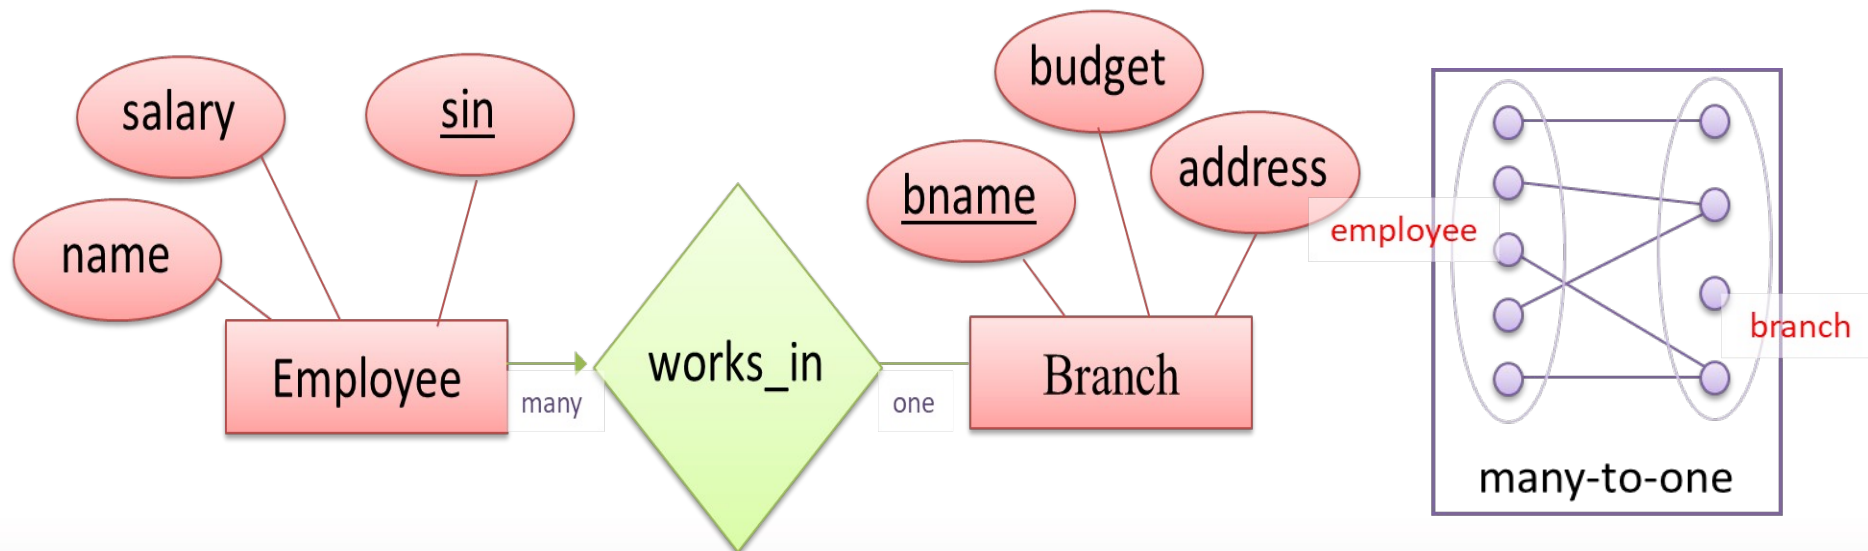 salary
sin
name
Employee
many
works_in
one
bname
budget
address
Branch
employee
branch
many-to-one